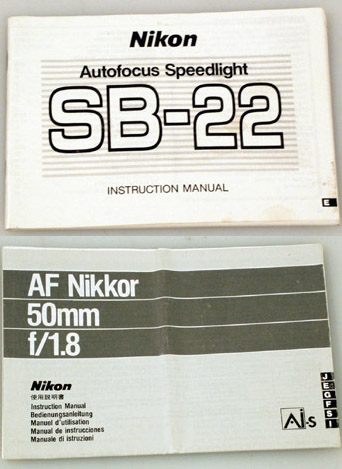 Nikon
Autofocus Speedlight
SB-22
INSTRUCTION MANUAL
E
AF Nikkor
50mm
f/1.8
Nikon
使用説明書
Instruction Manual
Bedienungsanleitung
Manuel d'utilisation
Manual de instrucciones
Manuale di istruzioni
J
E
G
F
S
I
Ai-s